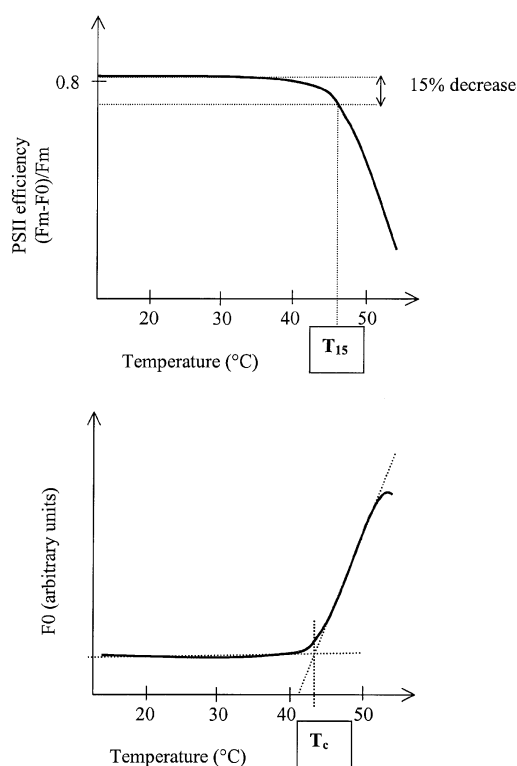 0.8
15% decrease
PSII efficiency
(Fm-F0)/Fm
20 30 40 50
T15
Temperature (°C)
F0 (arbitrary units)
20 30 40 50
Tc
Temperature (°C)